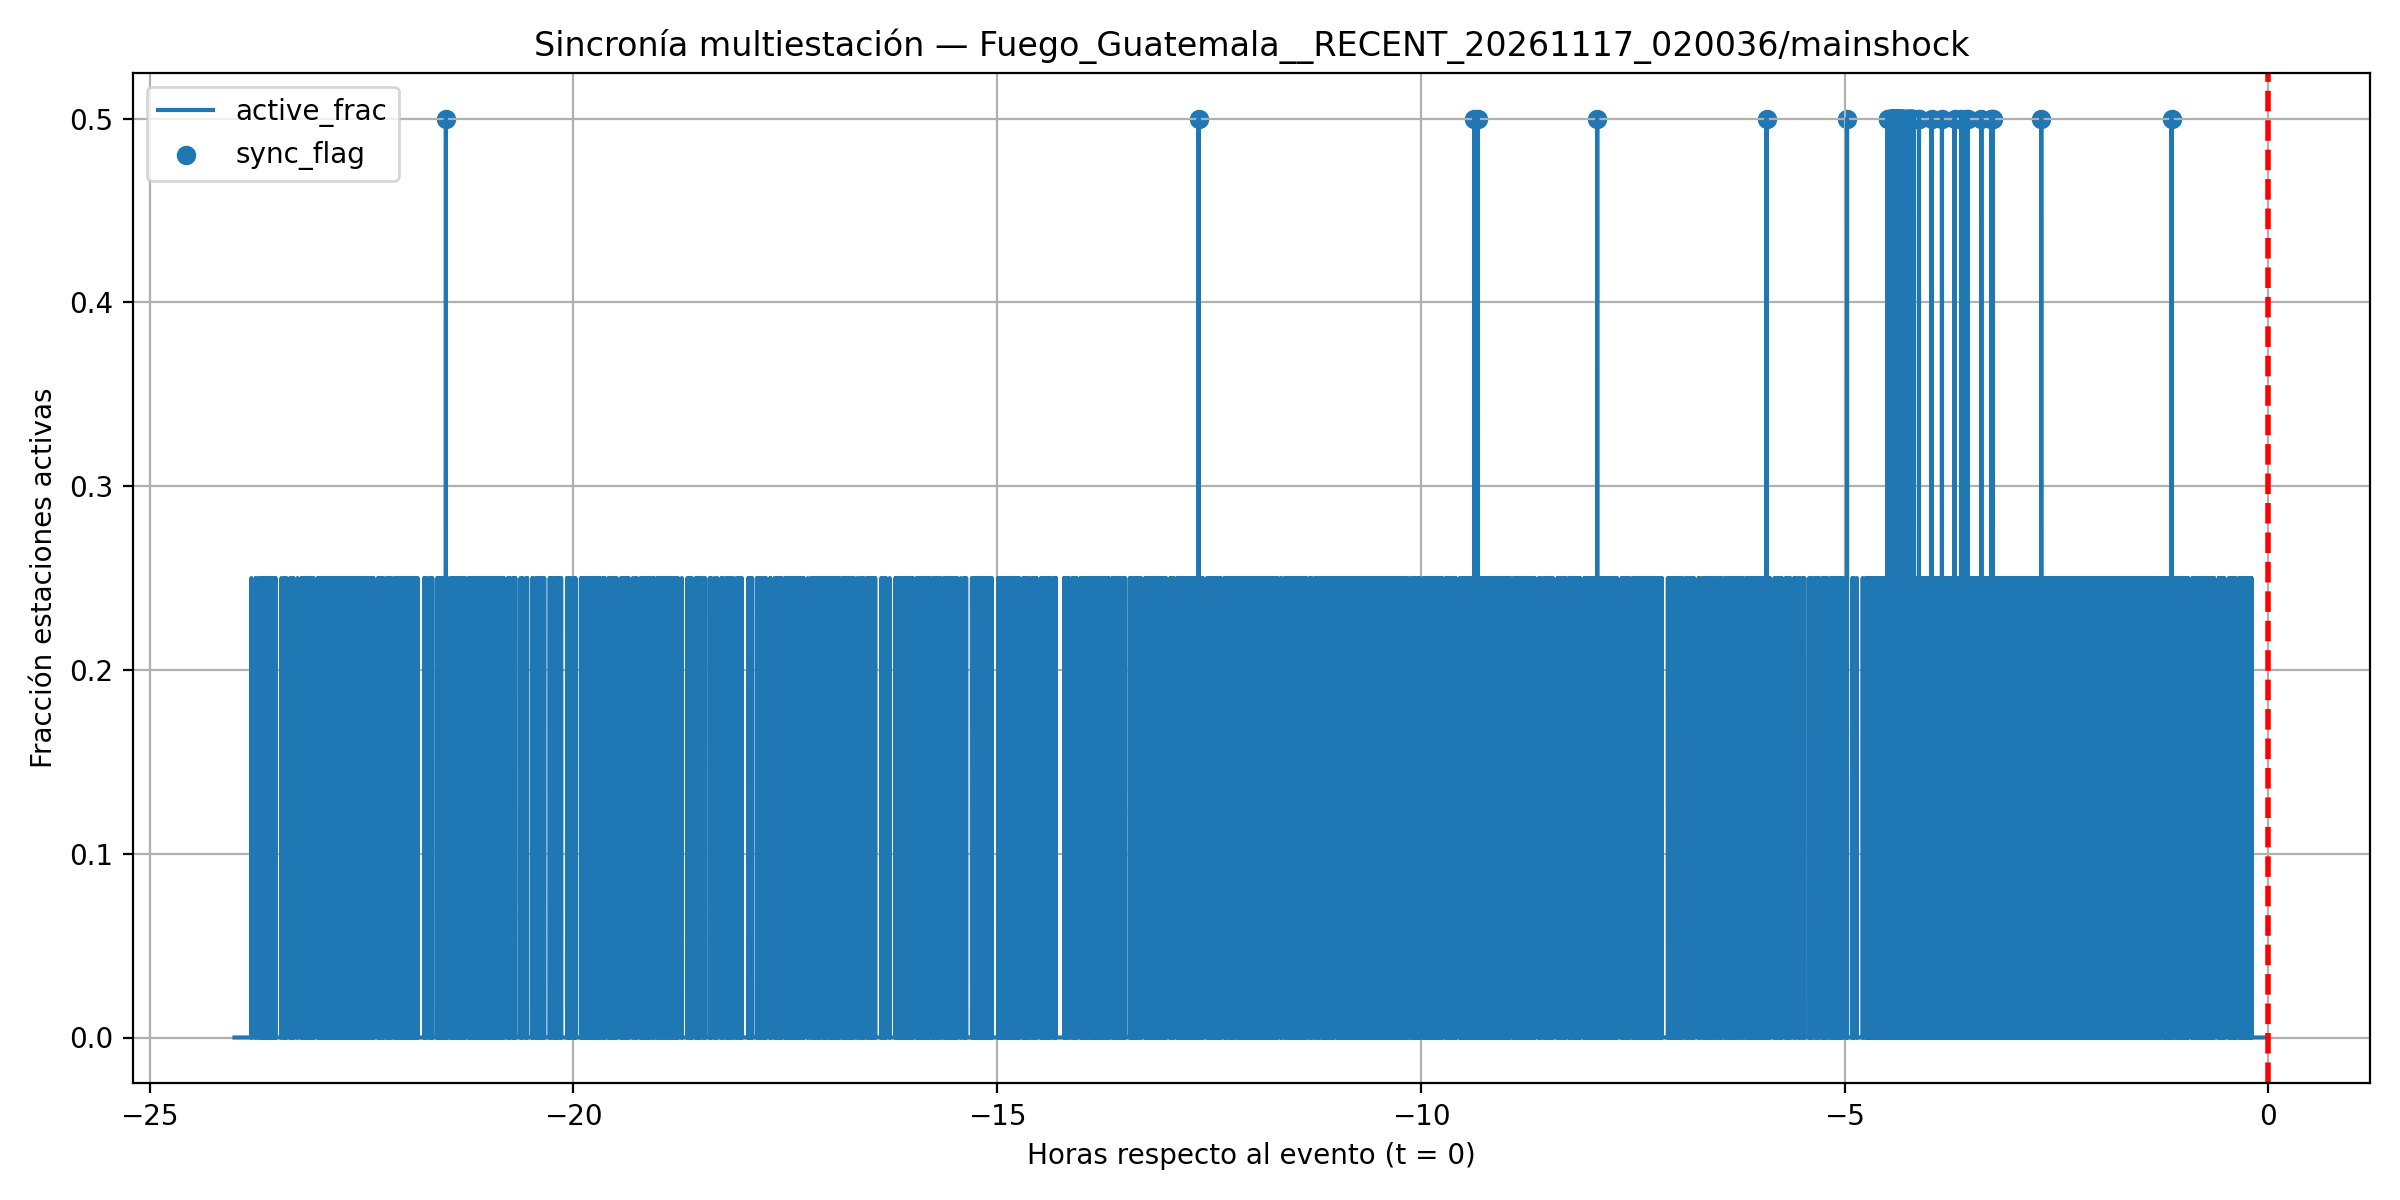 Sincronía multiestación — Fuego_Guatemala__RECENT_20261117_020036/mainshock
active_frac
sync_flag
Fracción estaciones activas
0.5
0.4
0.3
0.2
0.1
0.0
−25 −20 −15 −10 −5 0
Horas respecto al evento (t = 0)